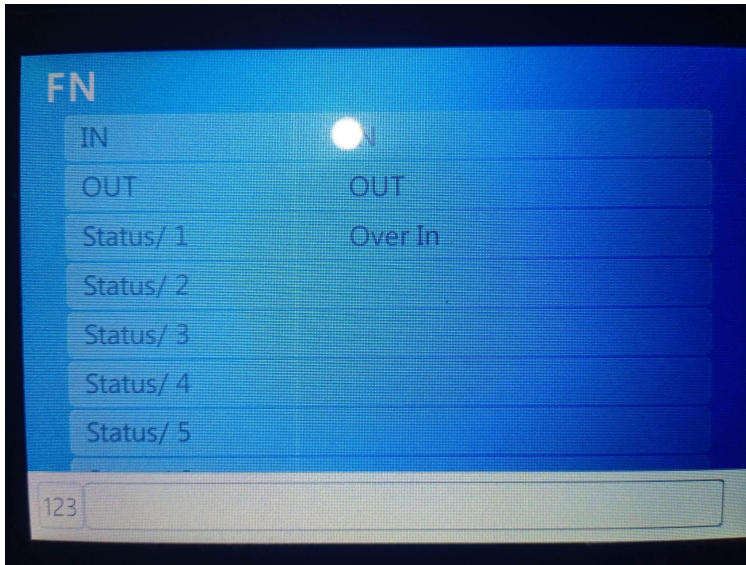 FN
IN
OUT OUT
Status/ 1 Over In
Status/ 2
Status/ 3
Status/ 4
Status/ 5
123